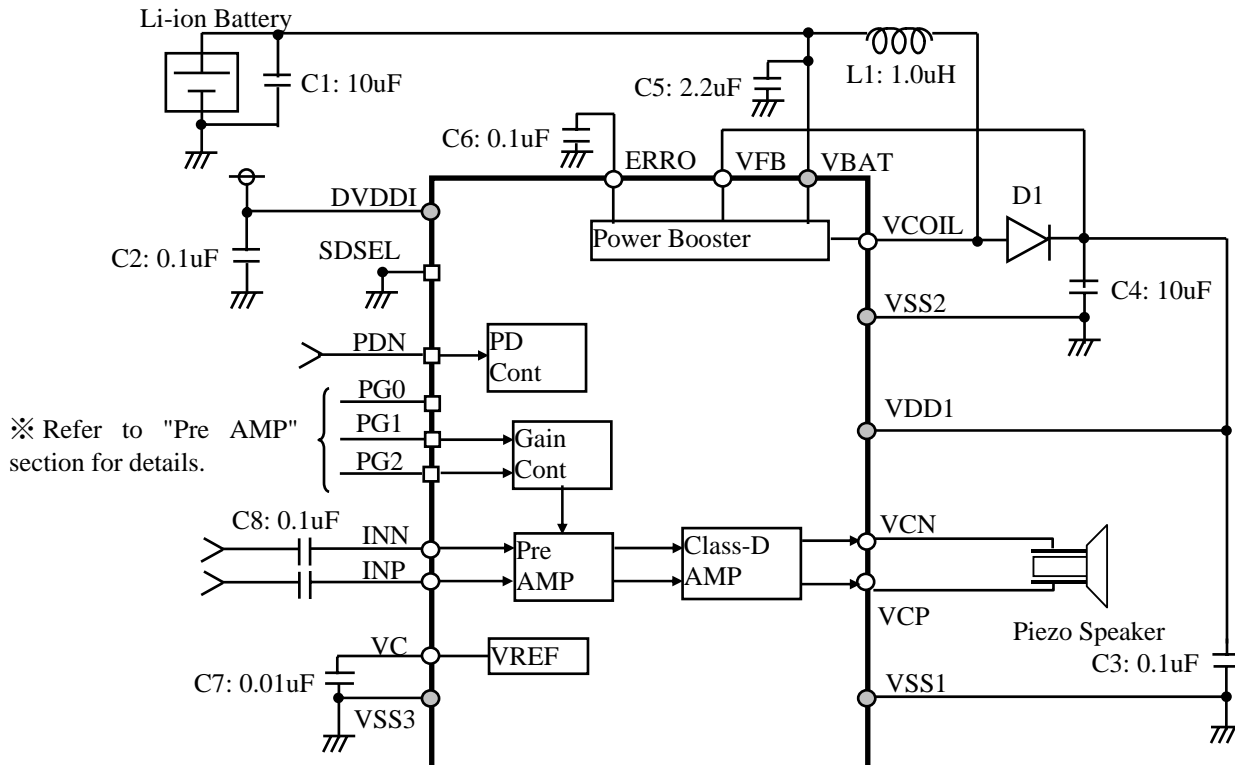 Li-ion Battery
C1: 10uF
C5: 2.2uF
L1: 1.0uH
C6: 0.1uF
ERRO
VFB
VBAT
DVDDI
D1
Power Booster
VCOIL
C2: 0.1uF
SDSEL
C4: 10uF
VSS2
PDN
PD
Cont
PG0
VDD1
※ Refer to "Pre AMP"
section for details.
PG1
PG2
Gain
Cont
C8: 0.1uF
INN
INP
Pre
AMP
Class-D
AMP
VCN
VCP
Piezo Speaker
VC
VREF
C3: 0.1uF
C7: 0.01uF
VSS3
VSS1